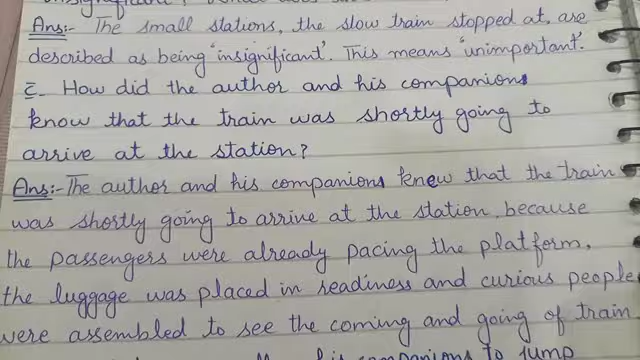 Ans:- The small stations, the slow train stopped at, are
described as being 'insignificant'. This means 'unimportant'.
c. How did the author and his companions
know that the train was shortly going to
arrive at the station?
Ans:- The author and his companions knew that the train
was shortly going to arrive at the station, because
the passengers were already pacing the platform,
the luggage was placed in readiness and curious people
were assembled to see the coming and going of train
his companions to jump